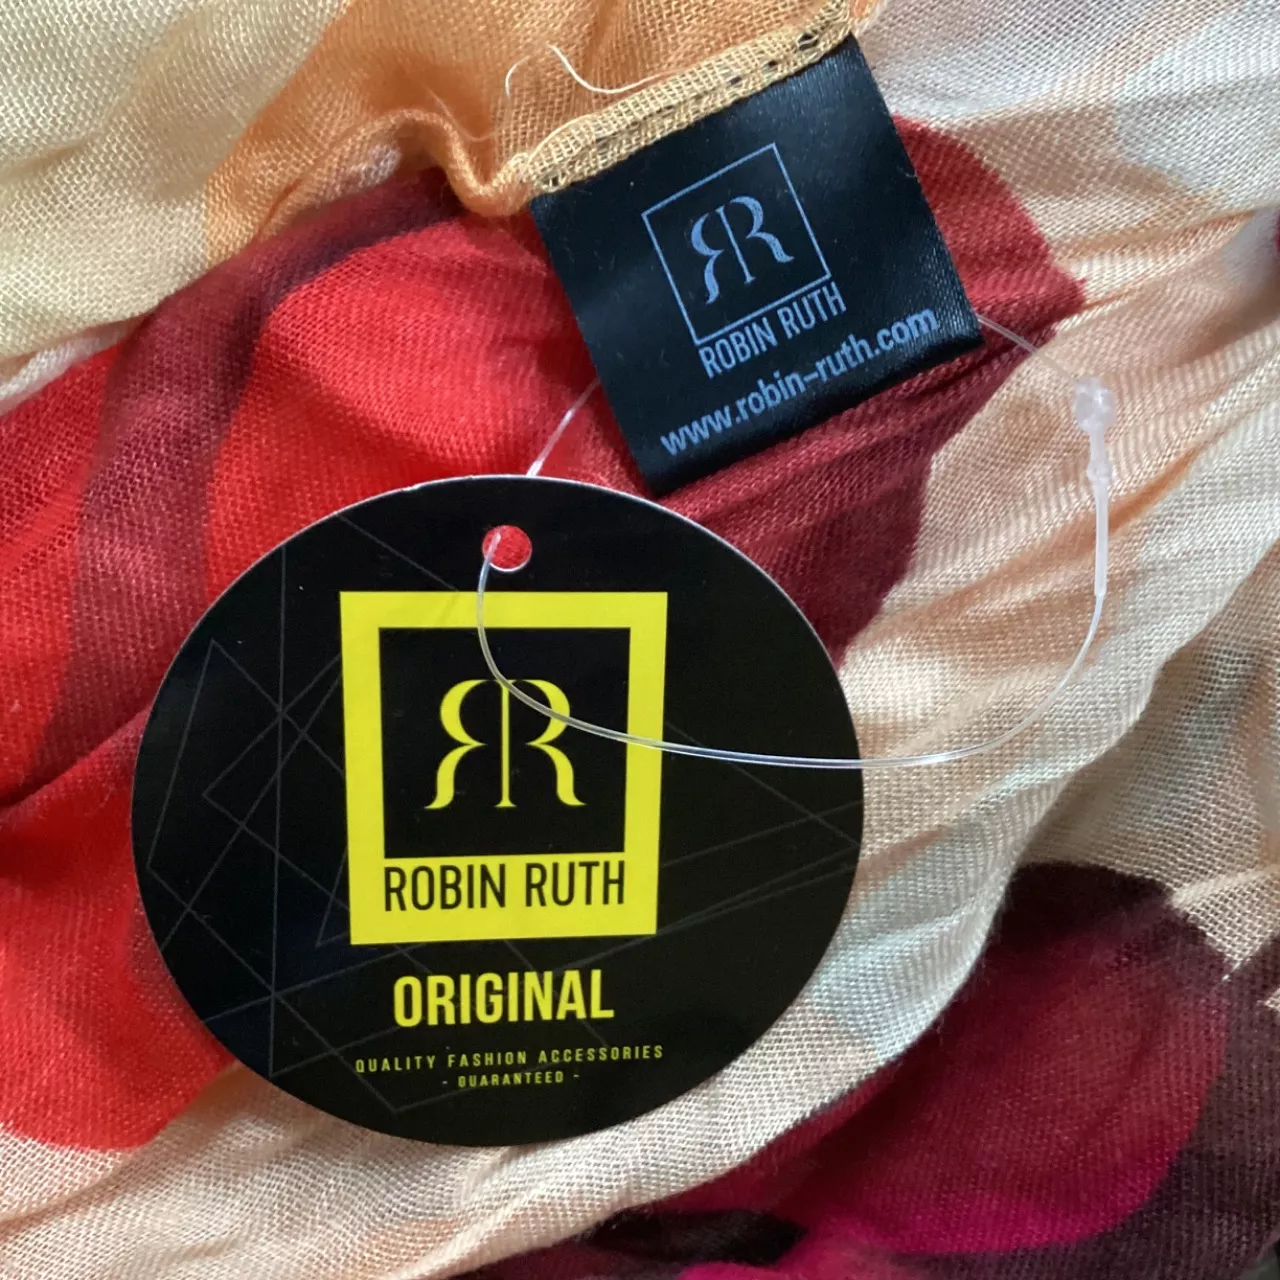 RR
ROBIN RUTH
www.robin-ruth.com
RR
ROBIN RUTH
ORIGINAL
QUALITY FASHION ACCESSORIES
- GUARANTEED -